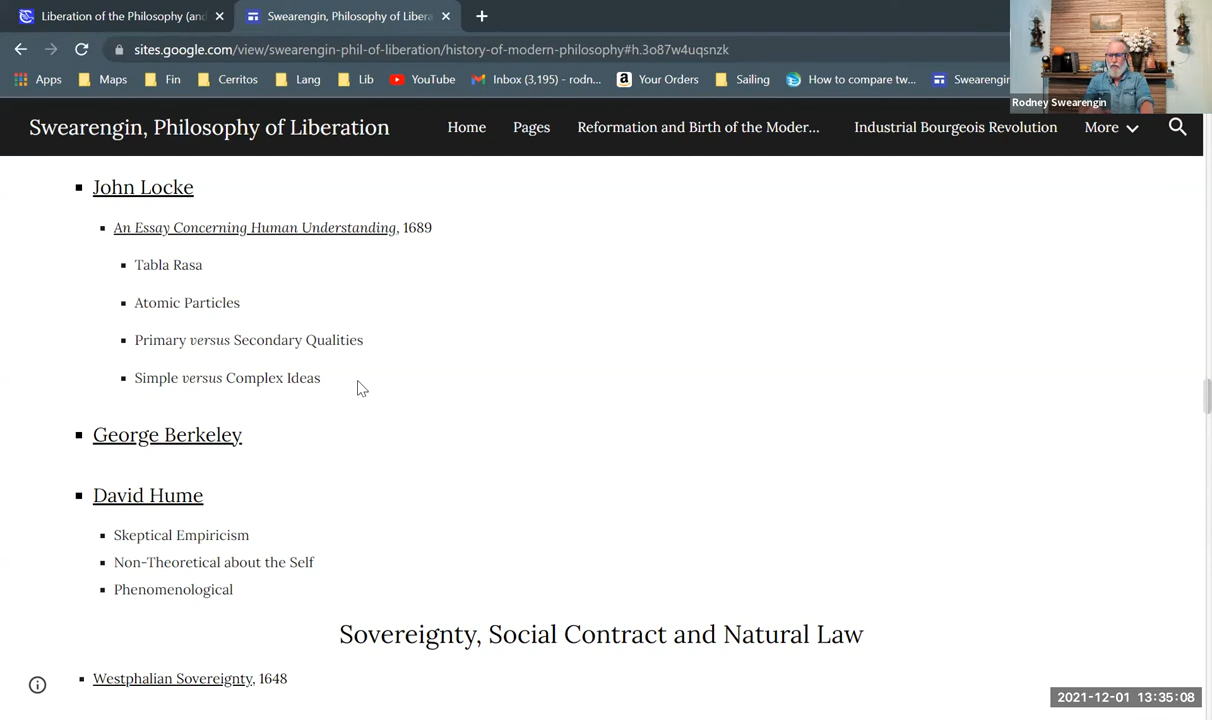 Liberation of the Philosophy (and
Swearengin, Philosophy of Libera
sites.google.com/view/swearengin-phil-of-liberation/history-of-modern-philosophy#h.3o87w4uqsnzk
Apps Maps Fin Cerritos Lang Lib YouTube Inbox (3,195) - rodn... Your Orders Sailing How to compare tw... Swearengin
Rodney Swearengin
Swearengin, Philosophy of Liberation Home Pages Reformation and Birth of the Moder... Industrial Bourgeois Revolution More
John Locke
An Essay Concerning Human Understanding, 1689
Tabla Rasa
Atomic Particles
Primary versus Secondary Qualities
Simple versus Complex Ideas
George Berkeley
David Hume
Skeptical Empiricism
Non-Theoretical about the Self
Phenomenological
Sovereignty, Social Contract and Natural Law
Westphalian Sovereignty, 1648
2021-12-01 13:35:08